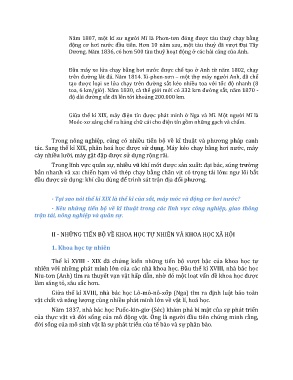 Năm 1807, một kĩ sư người Mĩ là Phơn-tơn đóng được tàu thuỷ chạy bằng
động cơ hơi nước đầu tiên. Hơn 10 năm sau, một tàu thuỷ đã vượt Đại Tây
Dương. Năm 1836, có hơn 500 tàu thuỷ hoạt động ở các hải cảng của Anh.
Đầu máy xe lửa chạy bằng hơi nước được chế tạo ở Anh từ năm 1802, chạy
trên đường lát đá. Năm 1814, Xti-phen-xơn – một thợ máy người Anh, đã chế
tạo được loại xe lửa chạy trên đường sắt kéo nhiều toa với tốc độ nhanh (8
toa, 6 km/giờ). Năm 1830, cả thế giới mới có 332 km đường sắt, năm 1870 -
độ dài đường sắt đã lên tới khoảng 200.000 km.
Giữa thế kỉ XIX, máy điện tín được phát minh ở Nga và Mĩ. Một người Mĩ là
Moóc-xơ sáng chế ra bảng chữ cái cho điện tín gồm những gạch và chấm.
Trong nông nghiệp, cũng có nhiều tiến bộ về kĩ thuật và phương pháp canh
tác. Sang thế kỉ XIX, phân hoá học được sử dụng. Máy kéo chạy bằng hơi nước, máy
cày nhiều lưỡi, máy gặt đập được sử dụng rộng rãi.
Trong lĩnh vực quân sự, nhiều vũ khí mới được sản xuất: đại bác, súng trường
bắn nhanh và xa; chiến hạm vỏ thép chạy bằng chân vịt có trọng tải lớn; ngư lôi bắt
đầu được sử dụng; khí cầu dùng để trinh sát trận địa đối phương.
- Tại sao nói thế kỉ XIX là thế kỉ của sắt, máy móc và động cơ hơi nước?
- Nêu những tiến bộ về kĩ thuật trong các lĩnh vực công nghiệp, giao thông
vận tải, nông nghiệp và quân sự.
II - NHỮNG TIẾN BỘ VỀ KHOA HỌC TỰ NHIÊN VÀ KHOA HỌC XÃ HỘI
1. Khoa học tự nhiên
Thế kỉ XVIII - XIX đã chứng kiến những tiến bộ vượt bậc của khoa học tự
nhiên với những phát minh lớn của các nhà khoa học. Đầu thế kỉ XVIII, nhà bác học
Niu-tơn (Anh) tìm ra thuyết vạn vật hấp dẫn, nhờ đó một loạt vấn đề khoa học được
làm sáng tỏ, sâu sắc hơn.
Giữa thế kỉ XVIII, nhà bác học Lô-mô-nô-xốp (Nga) tìm ra định luật bảo toàn
vật chất và năng lượng cùng nhiều phát minh lớn về vật lí, hoá học.
Năm 1837, nhà bác học Puốc-kin-giơ (Séc) khám phá bí mật của sự phát triển
của thực vật và đời sống của mô động vật. Ông là người đầu tiên chứng minh rằng,
đời sống của mô sinh vật là sự phát triển của tế bào và sự phân bào.